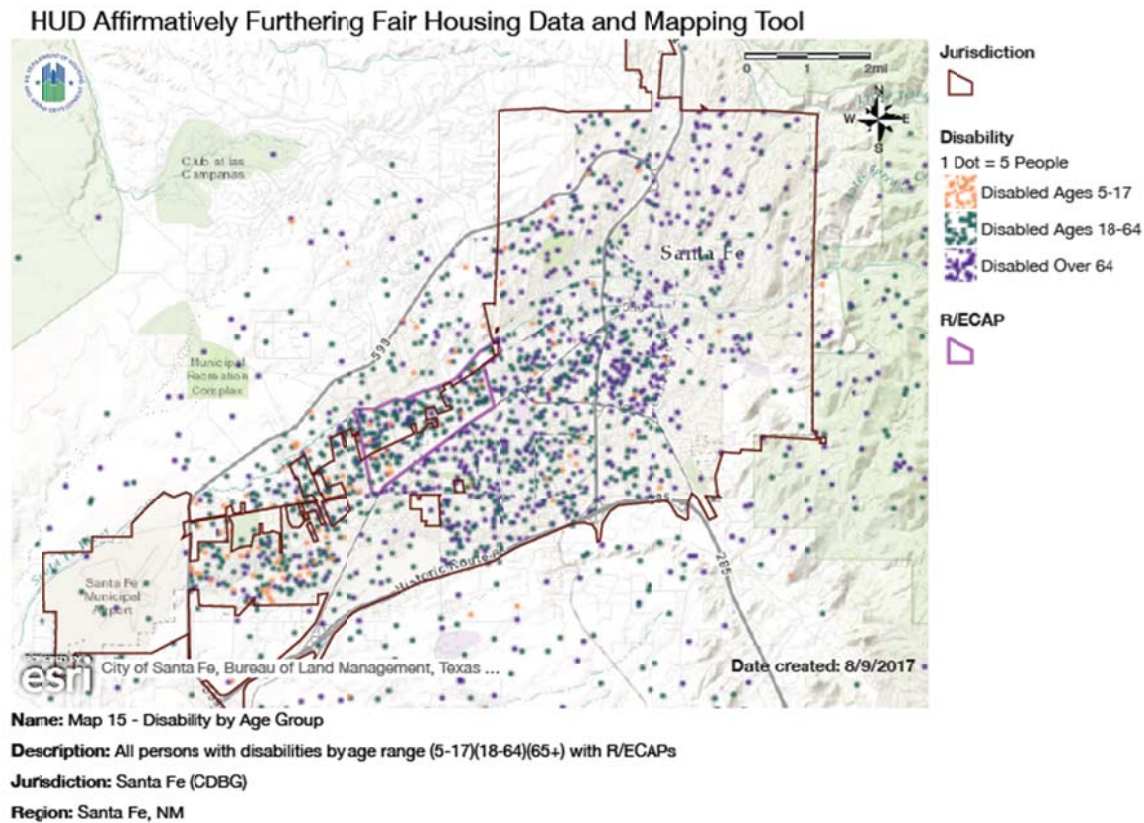 HUD Affirmatively Furthering Fair Housing Data and Mapping Tool
0 1 2mi
N
W E
S
Club at las
Campanas
Santa Fe
Municipal
Recreation
Complex
599
285
Historic Route
Santa Fe
Municipal
Airport
esri
City of Santa Fe, Bureau of Land Management, Texas ...
Date created: 8/9/2017
Jurisdiction
Disability
1 Dot = 5 People
Disabled Ages 5-17
Disabled Ages 18-64
Disabled Over 64
R/ECAP
Name: Map 15 - Disability by Age Group
Description: All persons with disabilities by age range (5-17)(18-64)(65+) with R/ECAPs
Jurisdiction: Santa Fe (CDBG)
Region: Santa Fe, NM